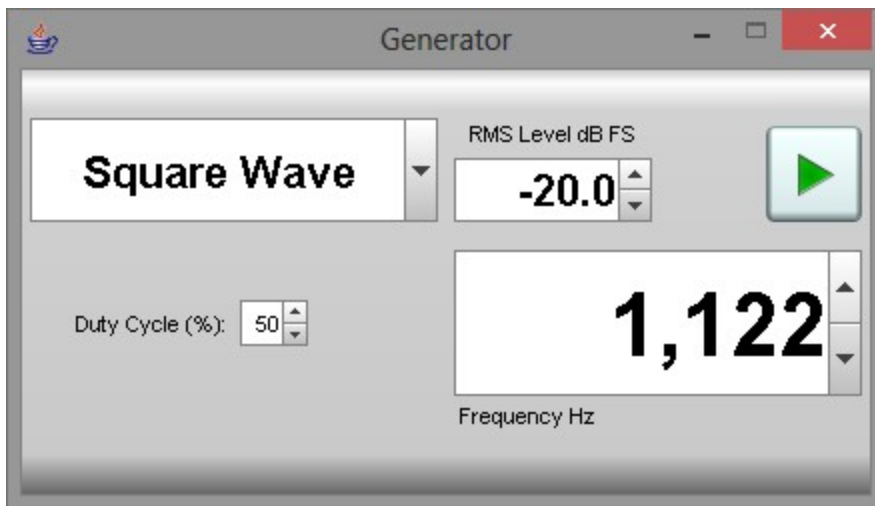 Generator
Square Wave
RMS Level dB FS
-20.0
Duty Cycle (%): 50
1,122
Frequency Hz